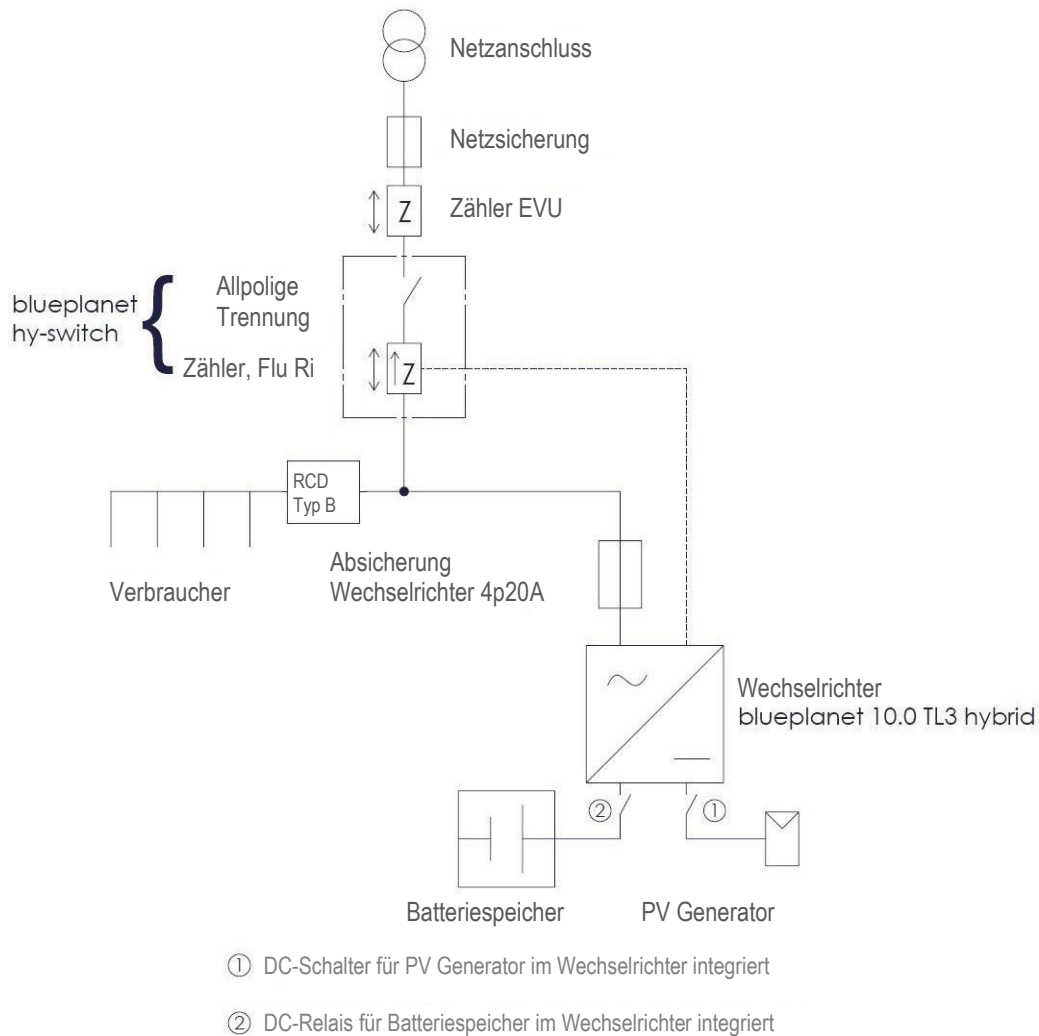 Netzanschluss
Netzsicherung
Z
Zähler EVU
blueplanet
hy-switch
Allpolige
Trennung
Zähler, Flu Ri
Z
RCD
Typ B
Verbraucher
Absicherung
Wechselrichter 4p20A
Wechselrichter
blueplanet 10.0 TL3 hybrid
②
①
Batteriespeicher
PV Generator
① DC-Schalter für PV Generator im Wechselrichter integriert
② DC-Relais für Batteriespeicher im Wechselrichter integriert